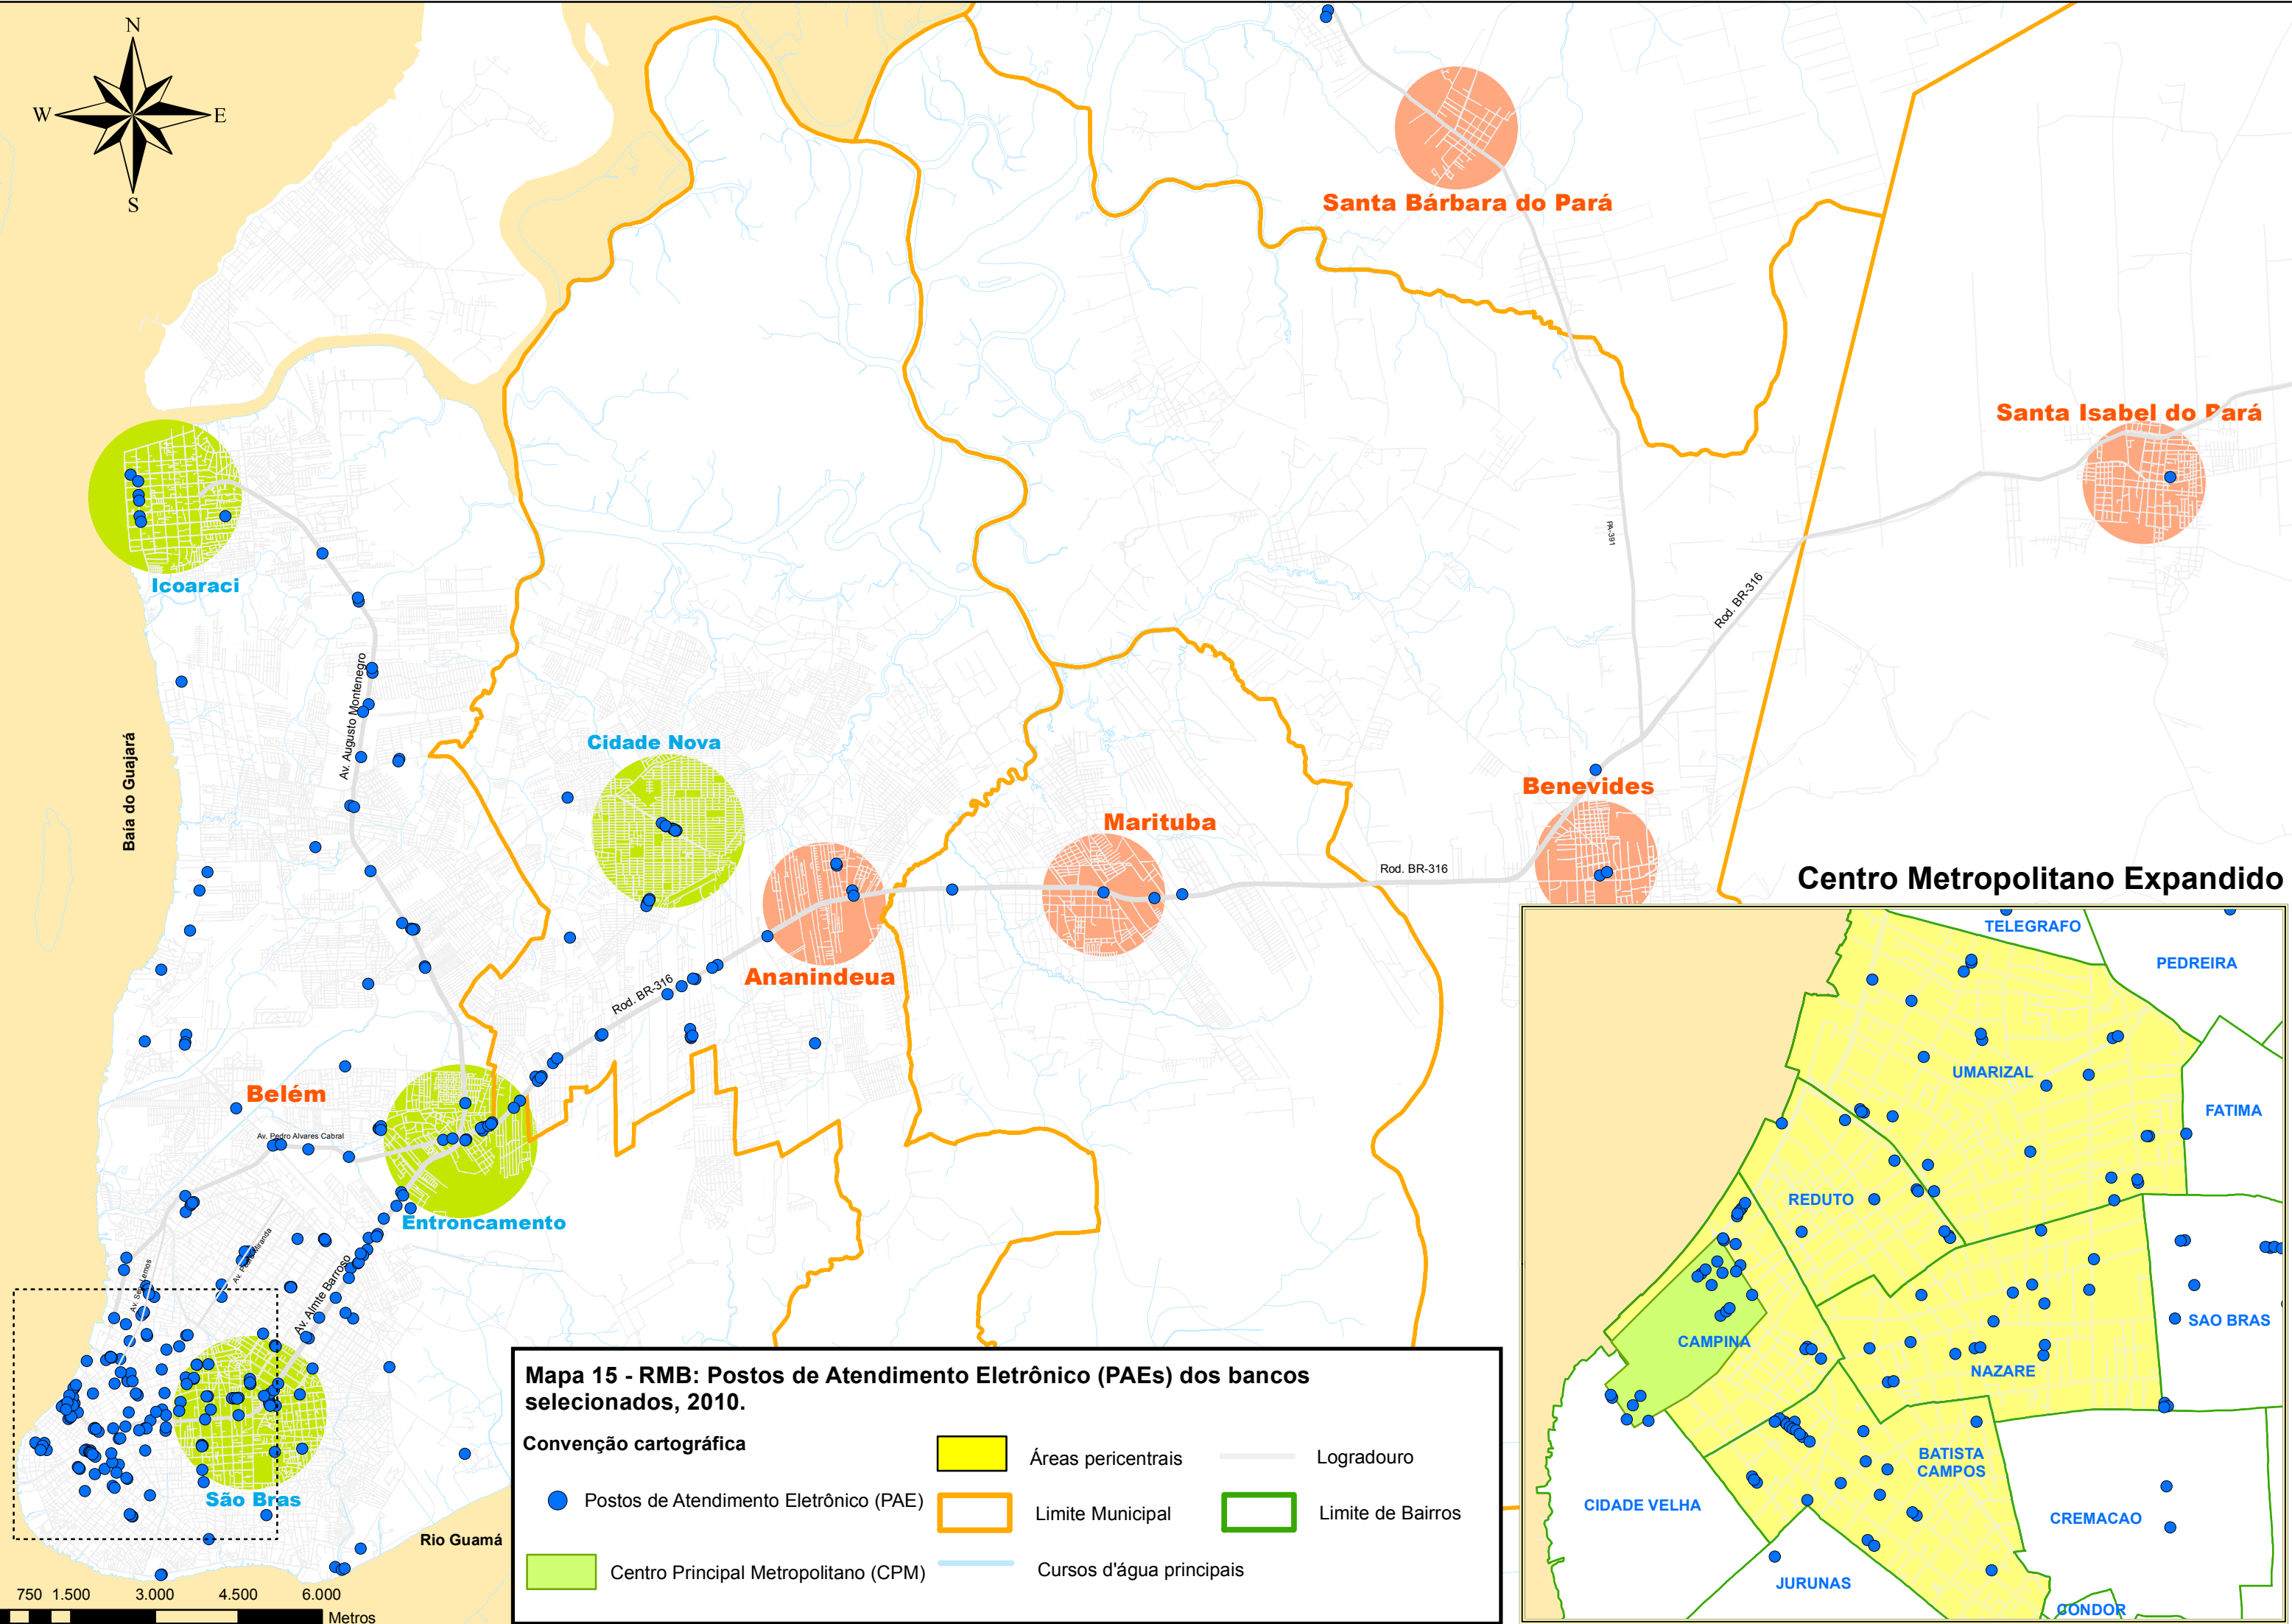 N
W
E
S
Santa Bárbara do Pará
Santa Isabel do Pará
Icoaraci
PA-391
Rod. BR-316
Av. Augusto Montenegro
Baía do Guajará
Cidade Nova
Benevides
Marituba
Rod. BR-316
Centro Metropolitano Expandido
Ananindeua
Rod. BR-316
Belém
Av. Pedro Alvares Cabral
Entroncamento
Av. Almte Barroso
São Bras
Rio Guamá
TELEGRAFO
PEDREIRA
UMARIZAL
FATIMA
REDUTO
SAO BRAS
CAMPINA
NAZARE
BATISTA
CAMPOS
CIDADE VELHA
CREMACAO
JURUNAS
CONDOR
Mapa 15 - RMB: Postos de Atendimento Eletrônico (PAEs) dos bancos
selecionados, 2010.
Convenção cartográfica
Postos de Atendimento Eletrônico (PAE)
Centro Principal Metropolitano (CPM)
Áreas pericentrais
Limite Municipal
Cursos d'água principais
Logradouro
Limite de Bairros
750 1.500 3.000 4.500 6.000
Metros